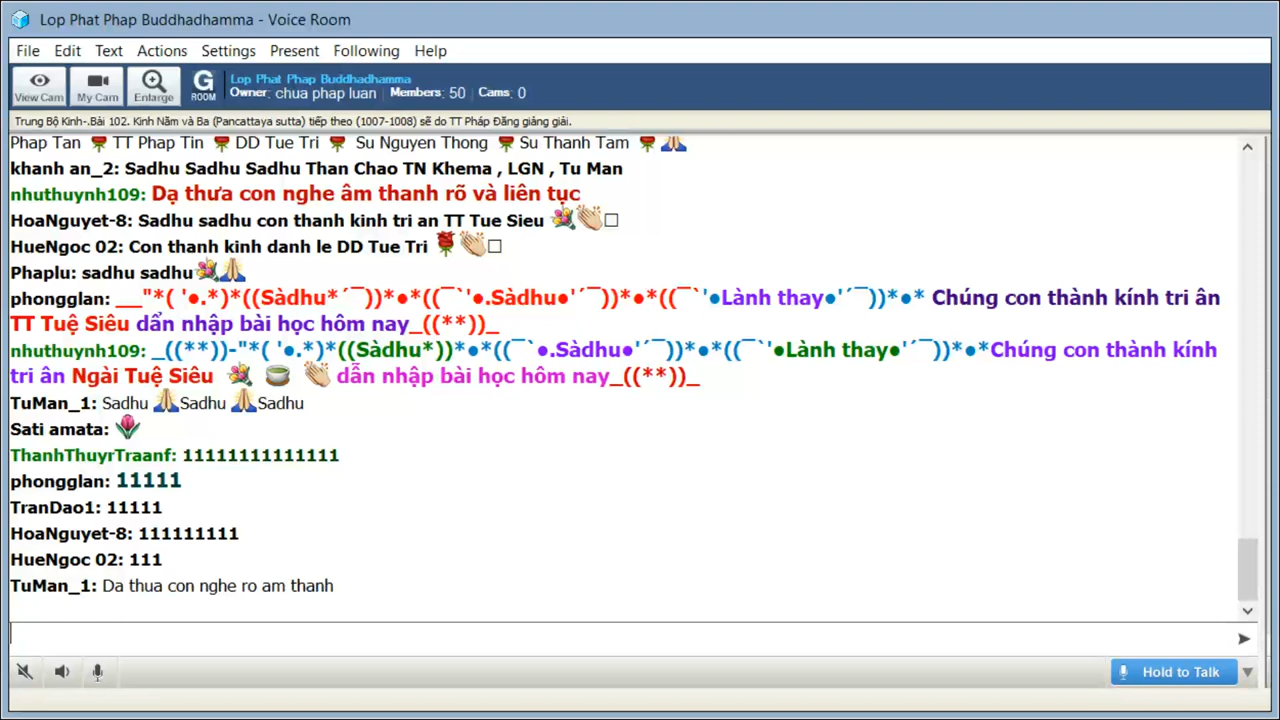 Lop Phat Phap Buddhadhamma - Voice Room
File Edit Text Actions Settings Present Following Help
View Cam My Cam Enlarge G ROOM Lop Phat Phap Buddhadhamma
Owner: chua phap luan Members: 50 Cams: 0
Trung Bộ Kinh-.Bài 102. Kinh Năm và Ba (Pancattaya sutta) tiếp theo (1007-1008) sẽ do TT Pháp Đăng giảng giải.
Phap Tan 🌹 TT Phap Tin 🌹 DD Tue Tri 🌹 Su Nguyen Thong 🌹 Su Thanh Tam 🌹 🙏
khanh an_2: Sadhu Sadhu Sadhu Than Chao TN Khema , LGN , Tu Man
nhuthuynh109: Dạ thưa con nghe âm thanh rõ và liên tục
HoaNguyet-8: Sadhu sadhu con thanh kinh tri an TT Tue Sieu 💐👏□
HueNgoc 02: Con thanh kinh danh le DD Tue Tri 🌹👏□
Phaplu: sadhu sadhu💐🙏
phongglan: __"*( '●.*)*((Sàdhu*´¯))*●*((¯`'●.Sàdhu●'´¯))*●*((¯`'●Lành thay●'´¯))*●* Chúng con thành kính tri ân
TT Tuệ Siêu dẩn nhập bài học hôm nay_((**))_
nhuthuynh109: _((**))-"*( '●.*)*((Sàdhu*))*●*((¯`●.Sàdhu●'´¯))*●*((¯`'●Lành thay●'´¯))*●*Chúng con thành kính
tri ân Ngài Tuệ Siêu 💐 🍵 👏 dẫn nhập bài học hôm nay_((**))_
TuMan_1: Sadhu 🙏Sadhu 🙏Sadhu
Sati amata: 🌷
ThanhThuyrTraanf: 11111111111111
phongglan: 11111
TranDao1: 11111
HoaNguyet-8: 111111111
HueNgoc 02: 111
TuMan_1: Da thua con nghe ro am thanh
Hold to Talk